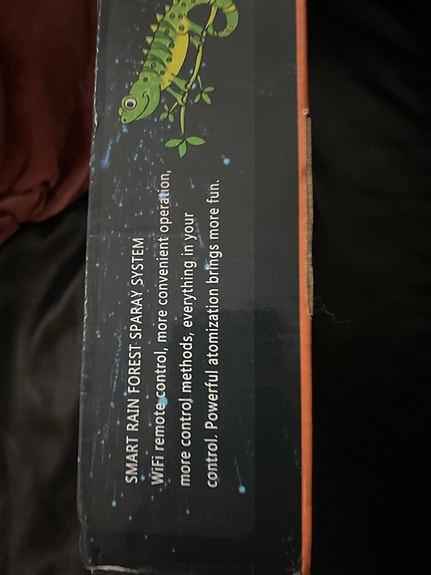 SMART RAIN FOREST SPARAY SYSTEM
WiFi remote control, more convenient operation,
more control methods, everything in your
control. Powerful atomization brings more fun.